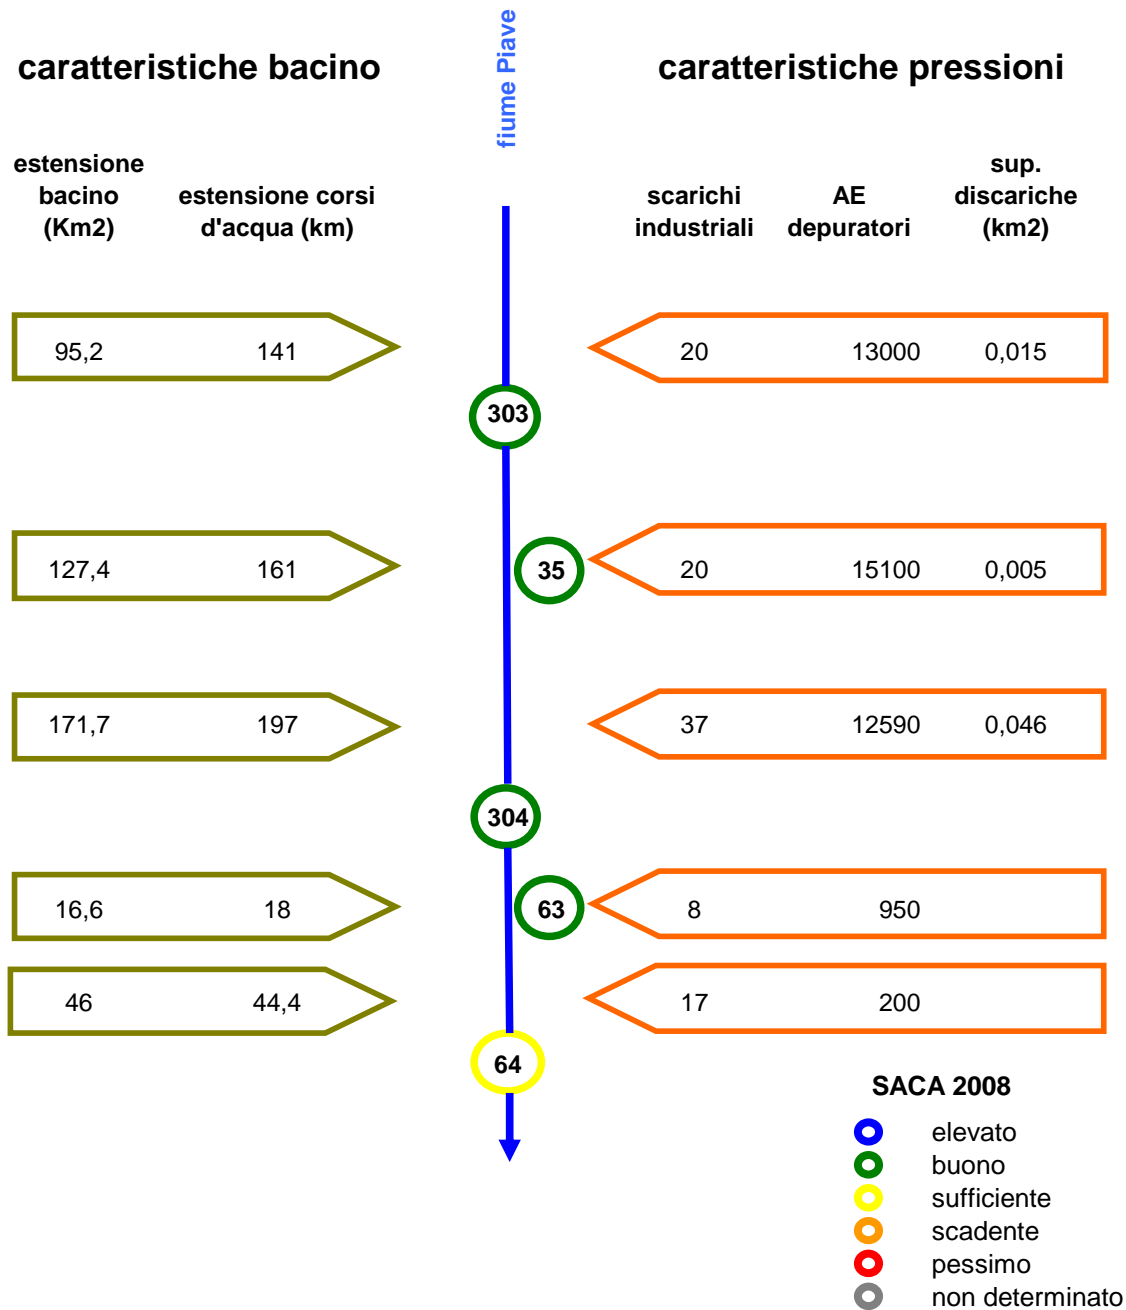 fiume Piave
caratteristiche bacino
caratteristiche pressioni
estensione
bacino
(Km2)
estensione corsi
d'acqua (km)
scarichi
industriali
AE
depuratori
sup.
discariche
(km2)
95,2 141 20 13000 0,015
303
127,4 161 35 20 15100 0,005
171,7 197 37 12590 0,046
304
16,6 18 63 8 950
46 44,4 17 200
64
SACA 2008
elevato
buono
sufficiente
scadente
pessimo
non determinato